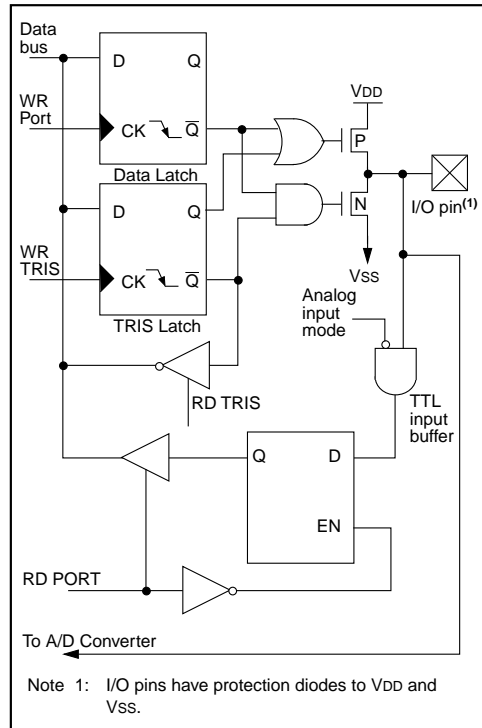 Data
bus
D
Q
VDD
WR
Port
CK
Q
P
Data Latch
D
Q
N
I/O pin(1)
WR
TRIS
CK
Q
VSS
Analog
input
mode
TRIS Latch
TTL
input
buffer
RD TRIS
Q
D
EN
RD PORT
To A/D Converter
Note 1: I/O pins have protection diodes to VDD and
VSS.